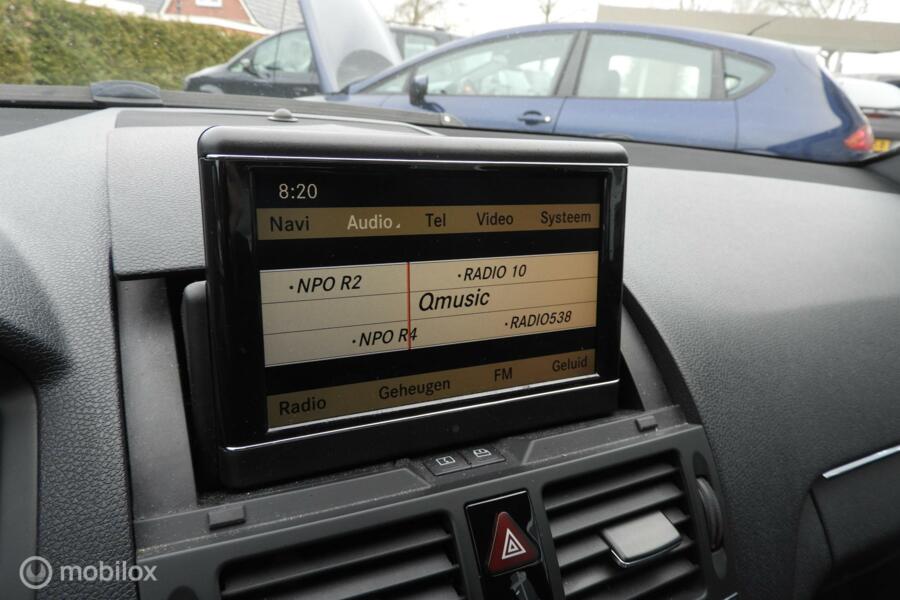 8:20
Navi Audio Tel Video Systeem
·NPO R2 ·RADIO 10
Qmusic
·NPO R4 ·RADIO538
Radio Geheugen FM Geluid
mobilox